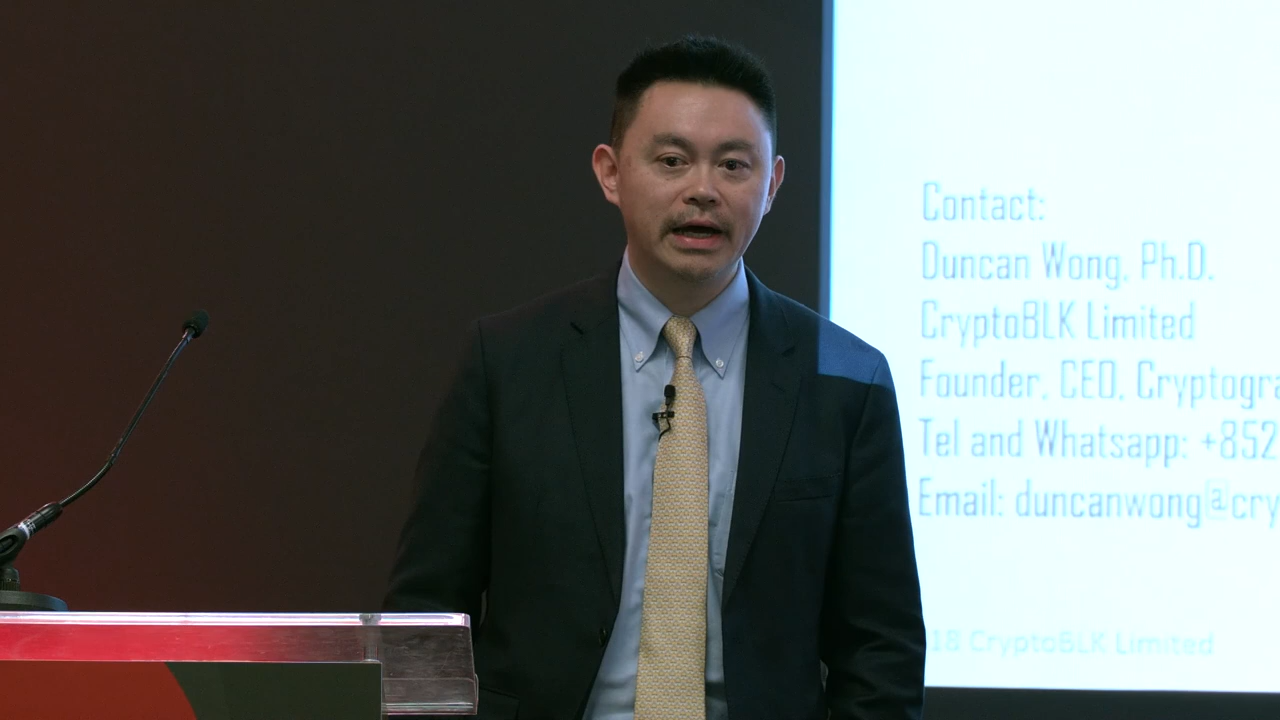 Contact:
Duncan Wong, Ph.D.
CryptoBLK Limited
Founder, CEO, Cryptogra
Tel and Whatsapp: +852
Email: duncanwong@cry
18 CryptoBLK Limited